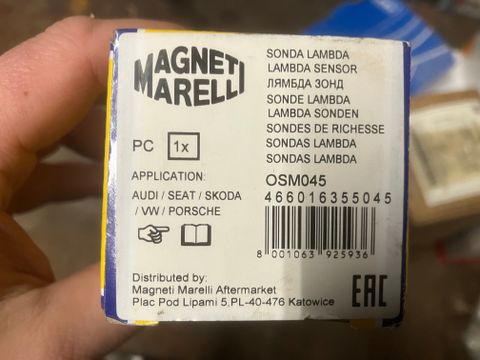 MAGNETI
MARELLI
SONDA LAMBDA
LAMBDA SENSOR
ЛЯМБДА ЗОНД
SONDE LAMBDA
LAMBDA SONDEN
SONDES DE RICHESSE
SONDAS LAMBDA
SONDAS LAMBDA
PC 1x
APPLICATION:
AUDI / SEAT / SKODA
/ VW / PORSCHE
OSM045
466016355045
8 001063 925936
Distributed by:
Magneti Marelli Aftermarket
Plac Pod Lipami 5,PL-40-476 Katowice
EAC